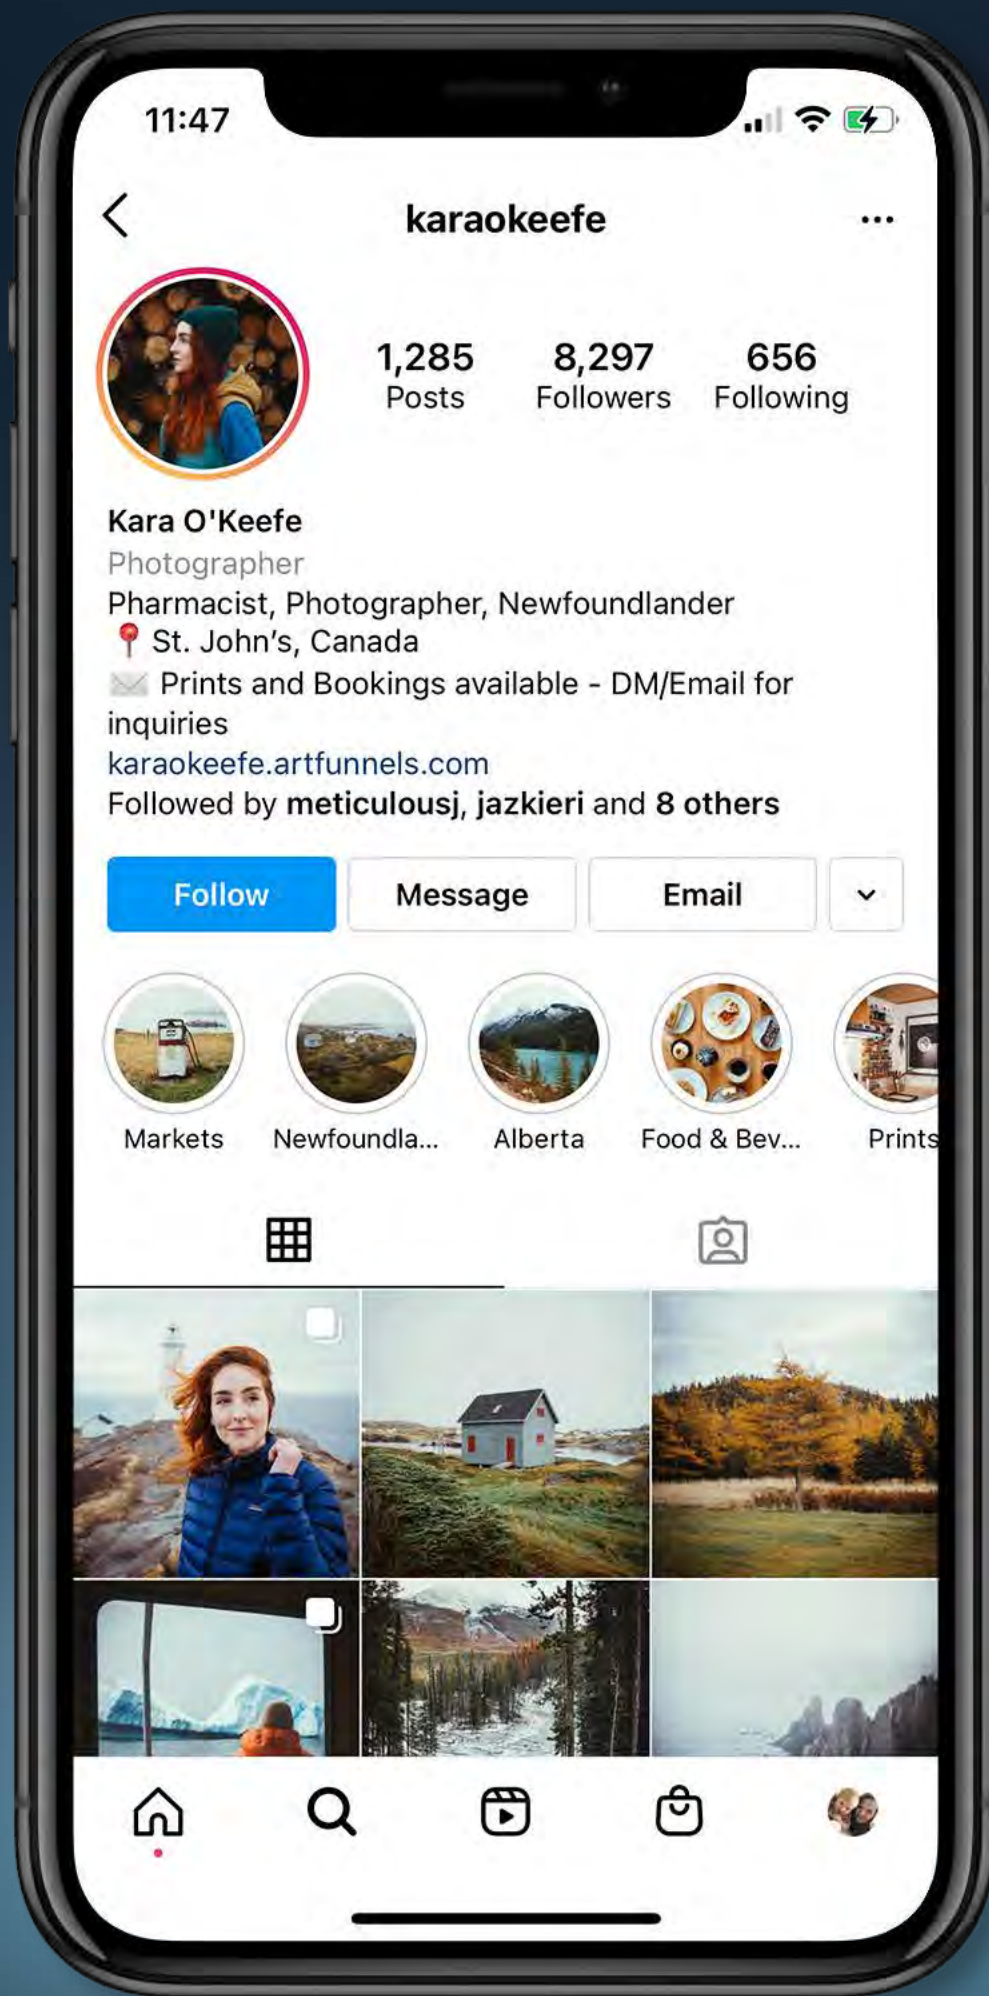 11:47
karaokeefe
1,285 8,297 656
Posts Followers Following
Kara O'Keefe
Photographer
Pharmacist, Photographer, Newfoundlander
📍 St. John's, Canada
✉️ Prints and Bookings available - DM/Email for
inquiries
karaokeefe.artfunnels.com
Followed by meticulousj, jazkieri and 8 others
Follow Message Email
Markets Newfoundla... Alberta Food & Bev... Prints